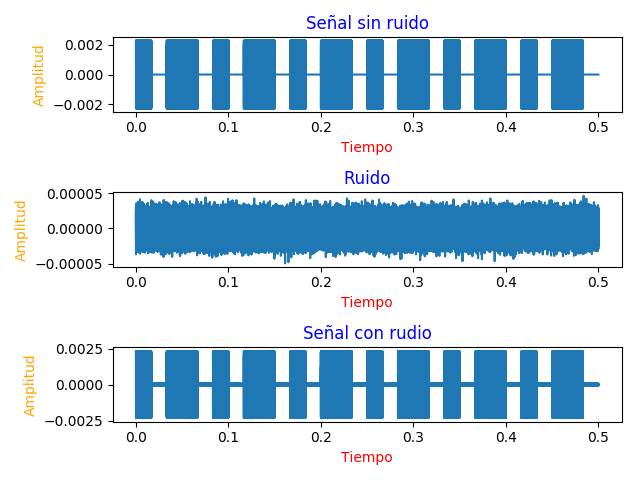 Señal sin ruido
Amplitud
0.002
0.000
−0.002
0.0 0.1 0.2 0.3 0.4 0.5
Tiempo
Ruido
Amplitud
0.00005
0.00000
−0.00005
0.0 0.1 0.2 0.3 0.4 0.5
Tiempo
Señal con rudio
Amplitud
0.0025
0.0000
−0.0025
0.0 0.1 0.2 0.3 0.4 0.5
Tiempo